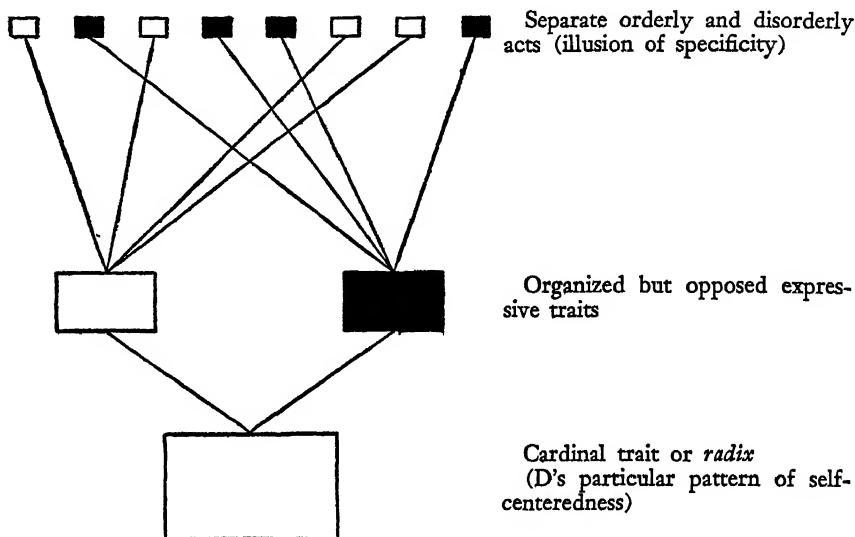 Separate orderly and disorderly
acts (illusion of specificity)
Organized but opposed expres-
sive traits
Cardinal trait or radix
(D's particular pattern of self-
centeredness)